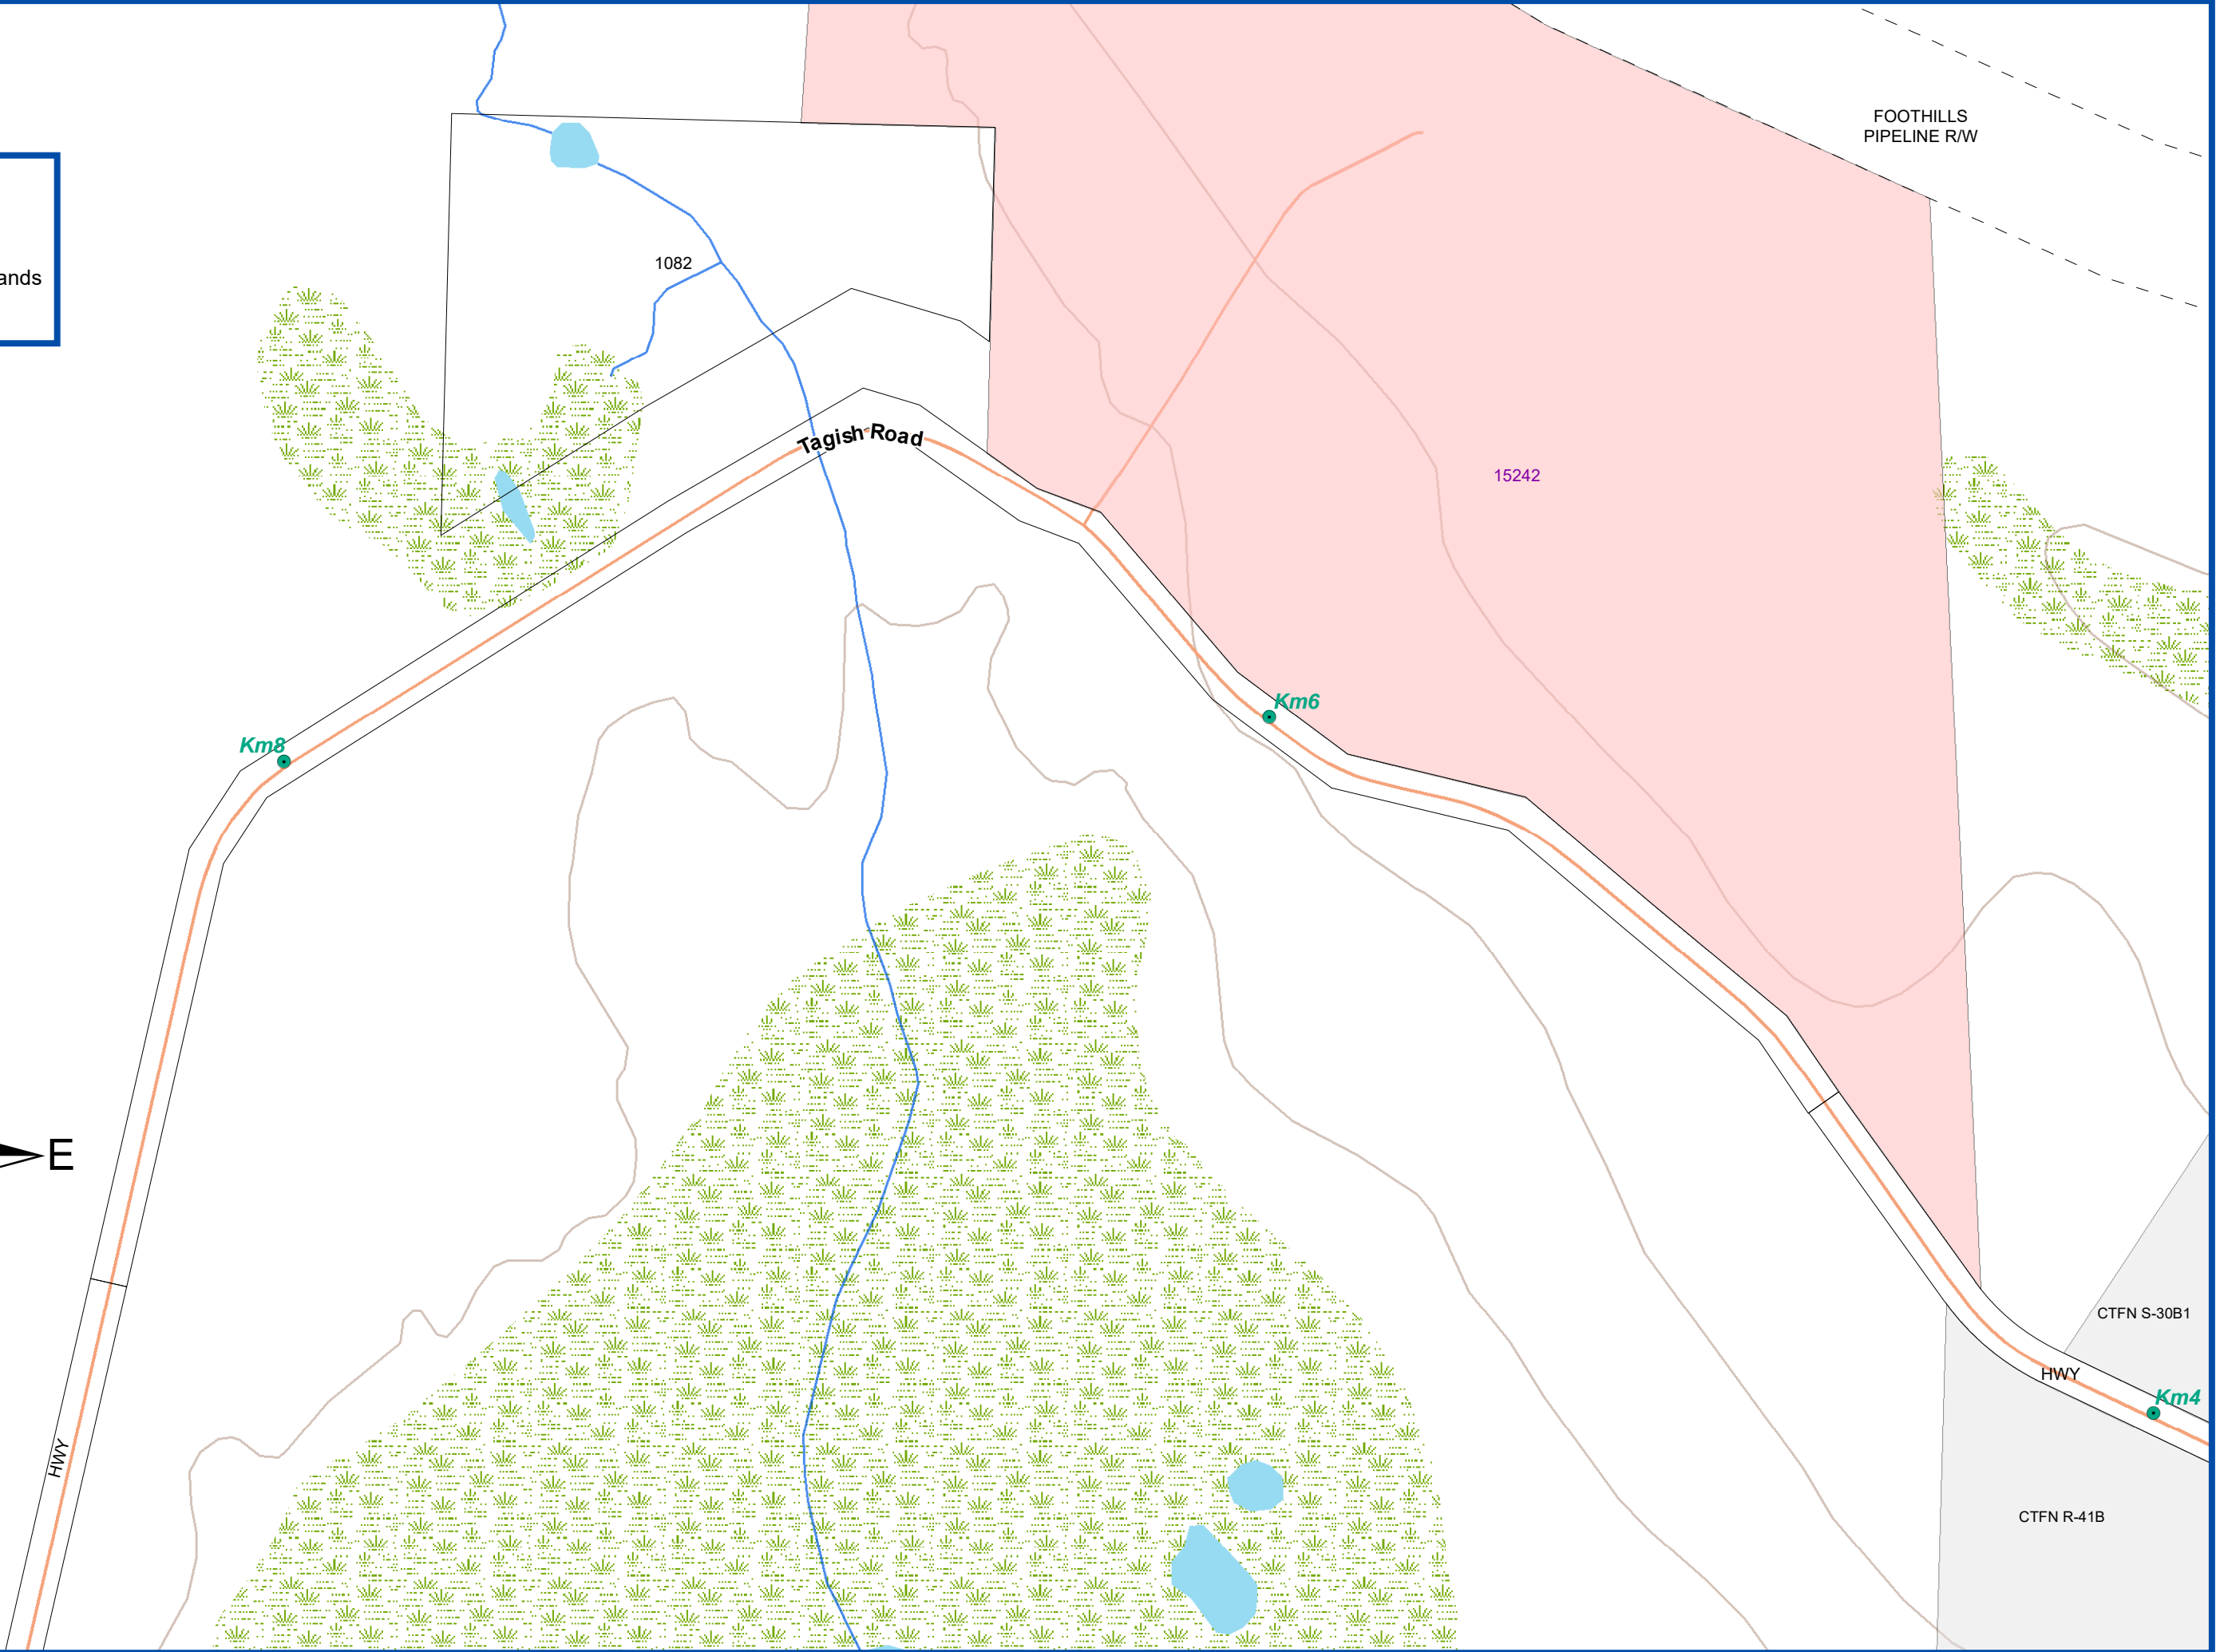 FOOTHILLS
PIPELINE R/W
ands
1082
Tagish Road
15242
Km6
Km8
E
CTFN S-30B1
HWY
Km4
HWY
CTFN R-41B